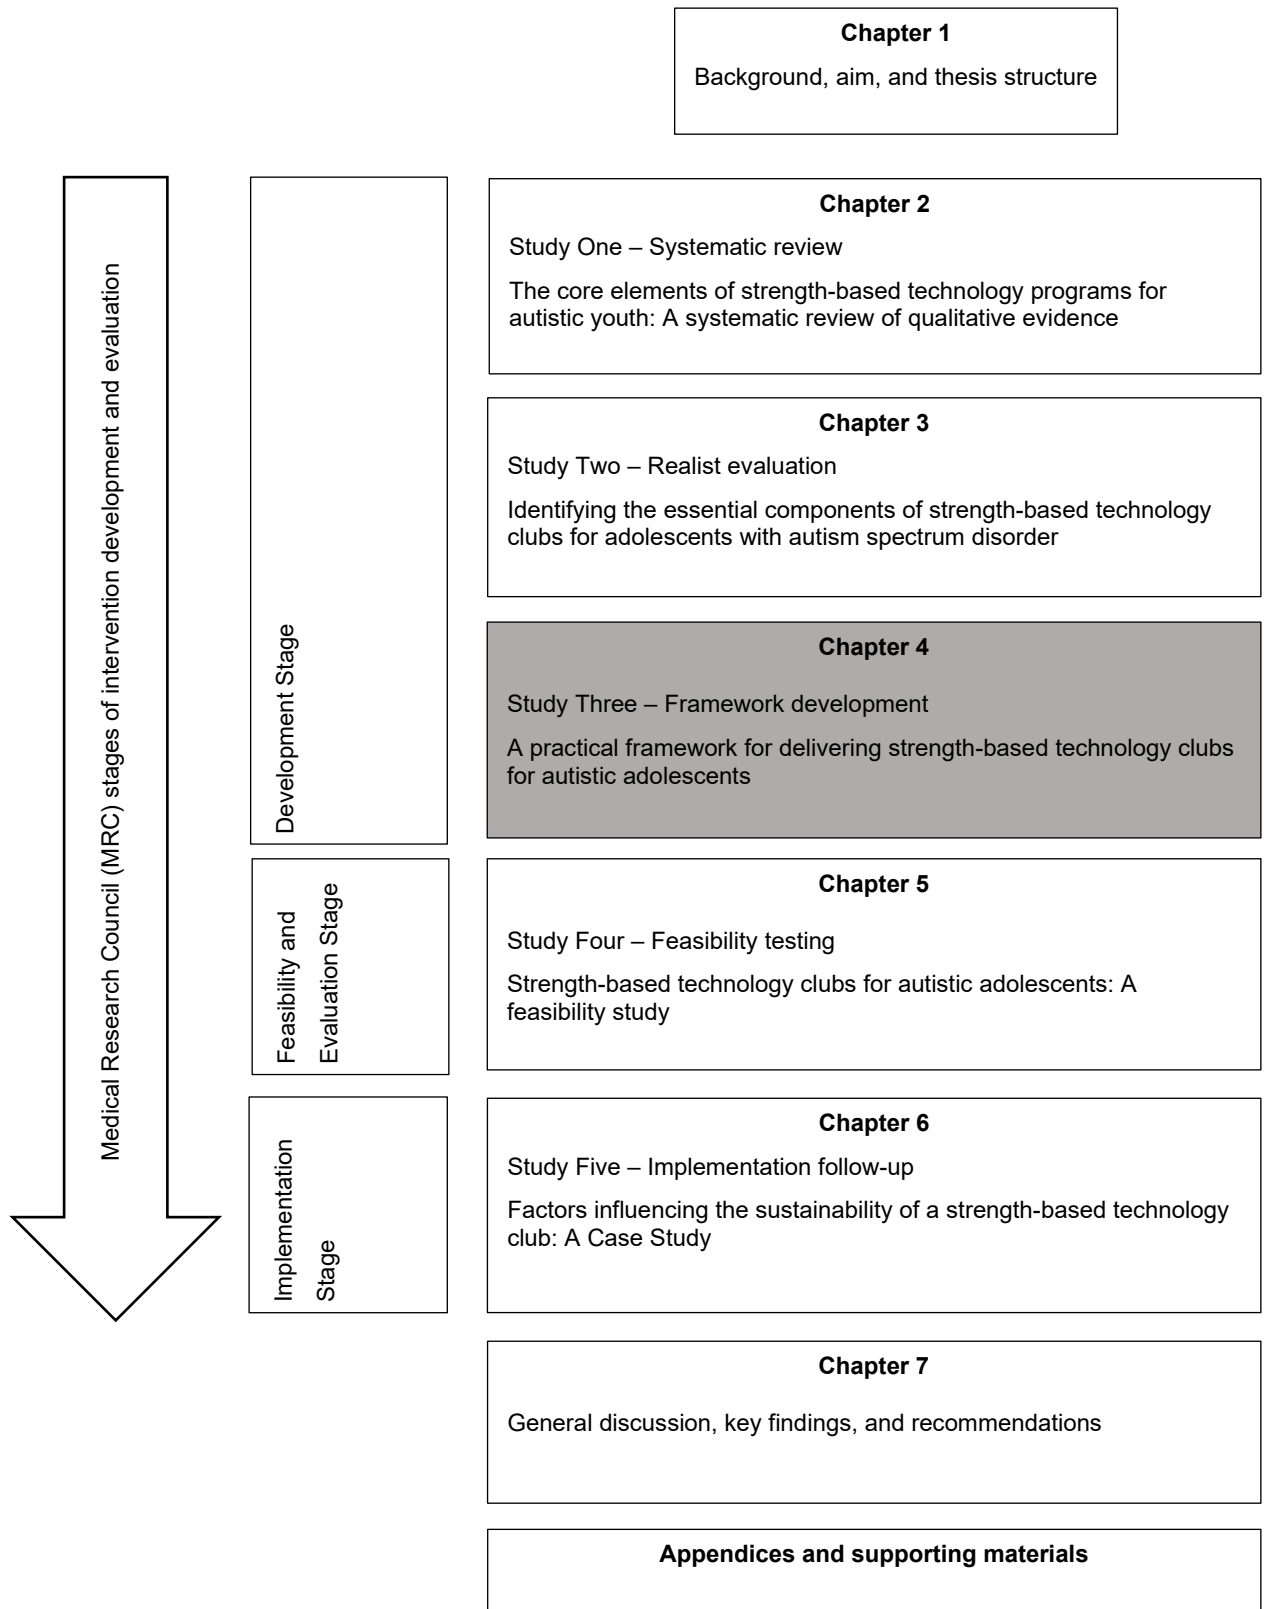 Chapter 1
Background, aim, and thesis structure
Medical Research Council (MRC) stages of intervention development and evaluation
Development Stage
Chapter 2
Study One – Systematic review
The core elements of strength-based technology programs for
autistic youth: A systematic review of qualitative evidence
Chapter 3
Study Two – Realist evaluation
Identifying the essential components of strength-based technology
clubs for adolescents with autism spectrum disorder
Chapter 4
Study Three – Framework development
A practical framework for delivering strength-based technology clubs
for autistic adolescents
Feasibility and
Evaluation Stage
Chapter 5
Study Four – Feasibility testing
Strength-based technology clubs for autistic adolescents: A
feasibility study
Implementation
Stage
Chapter 6
Study Five – Implementation follow-up
Factors influencing the sustainability of a strength-based technology
club: A Case Study
Chapter 7
General discussion, key findings, and recommendations
Appendices and supporting materials